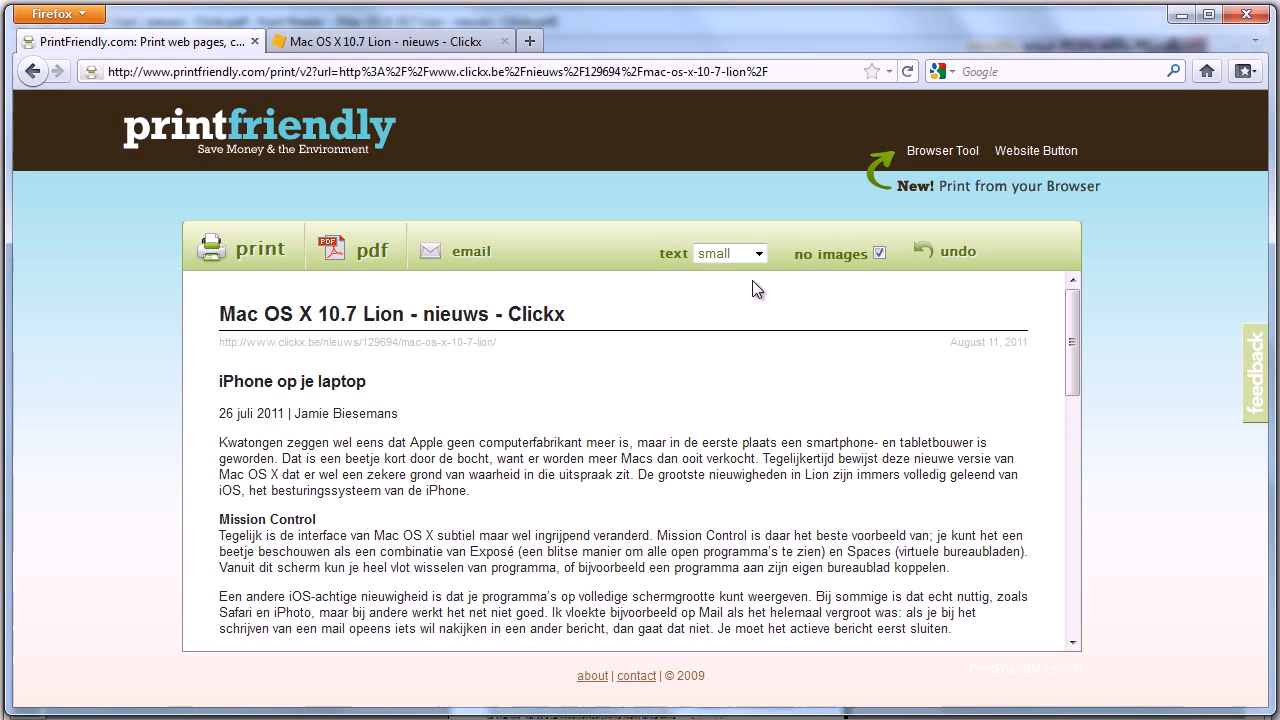 Firefox
PrintFriendly.com: Print web pages, c...
Mac OS X 10.7 Lion - nieuws - Clickx
http://www.printfriendly.com/print/v2?url=http%3A%2F%2Fwww.clickx.be%2Fnieuws%2F129694%2Fmac-os-x-10-7-lion%2F
Google
printfriendly
Save Money & the Environment
Browser Tool
Website Button
New! Print from your Browser
print
pdf
email
text
small
no images
undo
Mac OS X 10.7 Lion - nieuws - Clickx
http://www.clickx.be/nieuws/129694/mac-os-x-10-7-lion/
August 11, 2011
iPhone op je laptop
26 juli 2011 | Jamie Biesemans
Kwatongen zeggen wel eens dat Apple geen computerfabrikant meer is, maar in de eerste plaats een smartphone- en tabletbouwer is
geworden. Dat is een beetje kort door de bocht, want er worden meer Macs dan ooit verkocht. Tegelijkertijd bewijst deze nieuwe versie van
Mac OS X dat er wel een zekere grond van waarheid in die uitspraak zit. De grootste nieuwigheden in Lion zijn immers volledig geleend van
iOS, het besturingssysteem van de iPhone.
Mission Control
Tegelijk is de interface van Mac OS X subtiel maar wel ingrijpend veranderd. Mission Control is daar het beste voorbeeld van; je kunt het een
beetje beschouwen als een combinatie van Exposé (een blitse manier om alle open programma's te zien) en Spaces (virtuele bureaubladen).
Vanuit dit scherm kun je heel vlot wisselen van programma, of bijvoorbeeld een programma aan zijn eigen bureaublad koppelen.
Een andere iOS-achtige nieuwigheid is dat je programma's op volledige schermgrootte kunt weergeven. Bij sommige is dat echt nuttig, zoals
Safari en iPhoto, maar bij andere werkt het net niet goed. Ik vloekte bijvoorbeeld op Mail als het helemaal vergroot was: als je bij het
schrijven van een mail opeens iets wil nakijken in een ander bericht, dan gaat dat niet. Je moet het actieve bericht eerst sluiten.
feedback
PrintFriendly.com ©
about | contact | © 2009